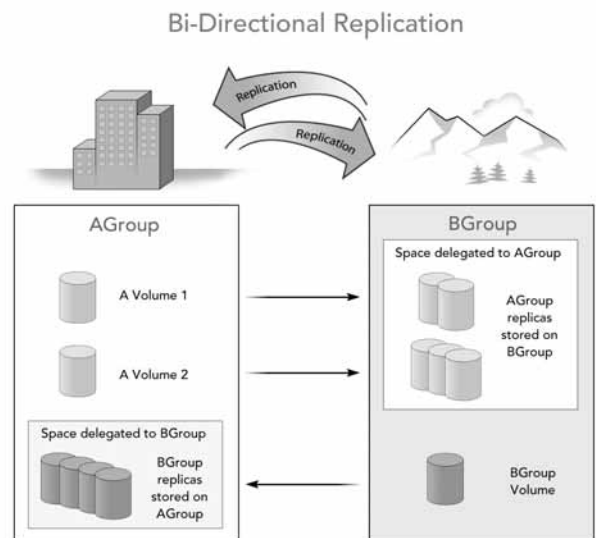 Bi-Directional Replication
Replication
Replication
AGroup
A Volume 1
A Volume 2
Space delegated to BGroup
BGroup
replicas
stored on
AGroup
BGroup
Space delegated to AGroup
AGroup
replicas
stored on
BGroup
BGroup
Volume